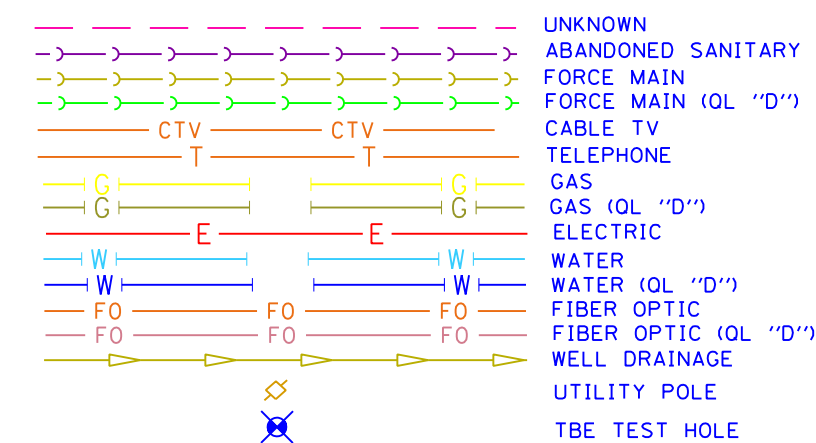 UNKNOWN
ABANDONED SANITARY
FORCE MAIN
FORCE MAIN (QL "D")
CTV CTV CABLE TV
T T TELEPHONE
G G GAS
G G GAS (QL "D")
E E ELECTRIC
W W WATER
W W WATER (QL "D")
FO FO FO FIBER OPTIC
FO FO FO FIBER OPTIC (QL "D")
WELL DRAINAGE
UTILITY POLE
TBE TEST HOLE